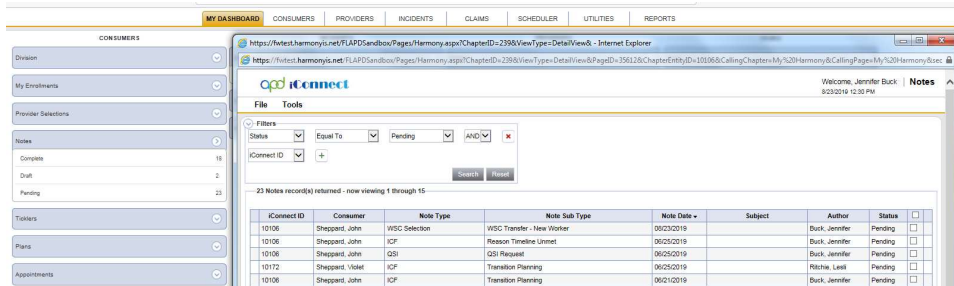 MY DASHBOARD CONSUMERS PROVIDERS INCIDENTS CLAIMS SCHEDULER UTILITIES REPORTS
CONSUMERS
Division
My Enrollments
Provider Selections
Notes
Complete 15
Draft 2
Pending 23
Ticklers
Plans
Appointments
https://fwtest.harmonyis.net/FLAPDSandbox/Pages/Harmony.aspx?ChapterID=239&ViewType=DetailView& - Internet Explorer
https://fwtest.harmonyis.net/FLAPDSandbox/Pages/Harmony.aspx?ChapterID=239&ViewType=DetailView&PageID=35612&ChapterEntityID=10106&CallingChapter=My%20Harmony&CallingPage=My%20Harmony&sec
apd iConnect
Welcome, Jennifer Buck | Notes
8/23/2019 12:30 PM
File Tools
Filters
Status Equal To Pending AND
iConnect ID
Search Reset
23 Notes record(s) returned - now viewing 1 through 15
iConnect ID Consumer Note Type Note Sub Type Note Date Subject Author Status
10106 Sheppard, John WSC Selection WSC Transfer - New Worker 08/23/2019 Buck, Jennifer Pending
10106 Sheppard, John ICF Reason Timeline Unmet 06/25/2019 Buck, Jennifer Pending
10106 Sheppard, John QSI QSI Request 06/25/2019 Buck, Jennifer Pending
10172 Sheppard, Violet ICF Transition Planning 06/25/2019 Ritchie, Lesli Pending
10106 Sheppard, John ICF Transition Planning 06/21/2019 Buck, Jennifer Pending